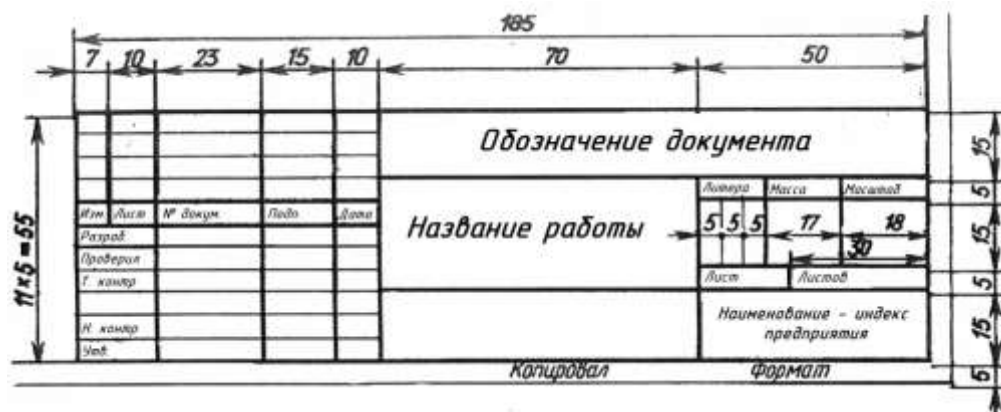 185
7 10 23 15 10 70 50
Обозначение документа
15
Литера Масса Масштаб
5
Изм Лист № докум. Подп. Дата
Название работы
5 5 5 17 18
15
Разраб.
30
Проверил
Т. контр
Лист Листов
5
11×5=55
Наименование - индекс
предприятия
15
Н. контр
Утв.
Копировал Формат
5